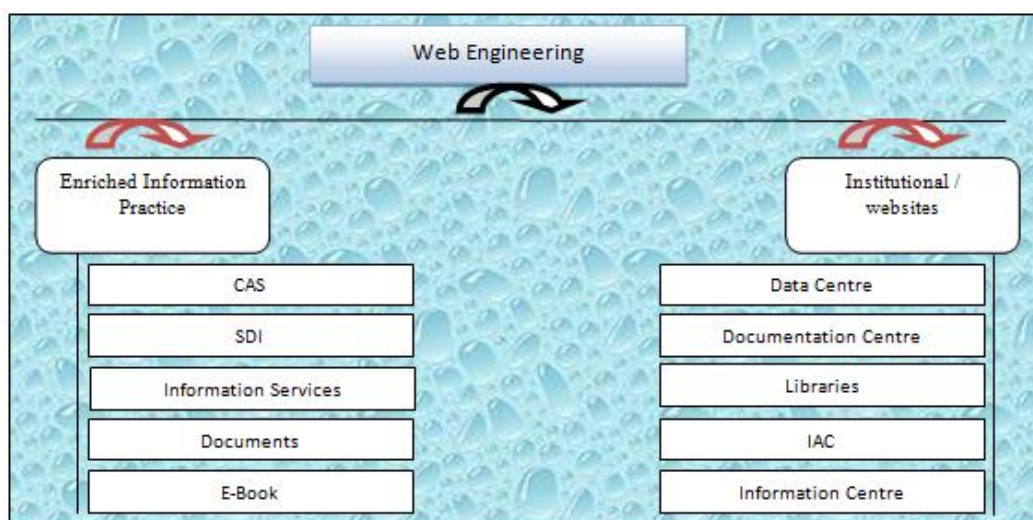 Web Engineering
Enriched Information
Practice
CAS
SDI
Information Services
Documents
E-Book
Institutional /
websites
Data Centre
Documentation Centre
Libraries
IAC
Information Centre